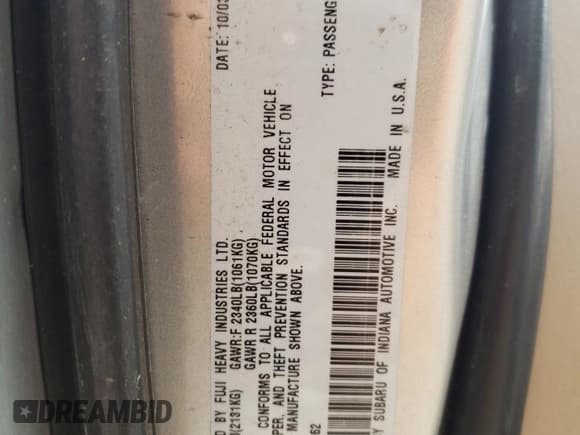 DATE: 10/03
D BY FUJI HEAVY INDUSTRIES LTD.
(2131KG) GAWR:F 2340LB(1061KG)
GAWR R 2360LB(1070KG)
CONFORMS TO ALL APPLICABLE FEDERAL MOTOR VEHICLE
PER, AND THEFT PREVENTION STANDARDS IN EFFECT ON
MANUFACTURE SHOWN ABOVE.
TYPE: PASSENG
62
Y SUBARU OF INDIANA AUTOMOTIVE INC. MADE IN U.S.A.
DREAMBID